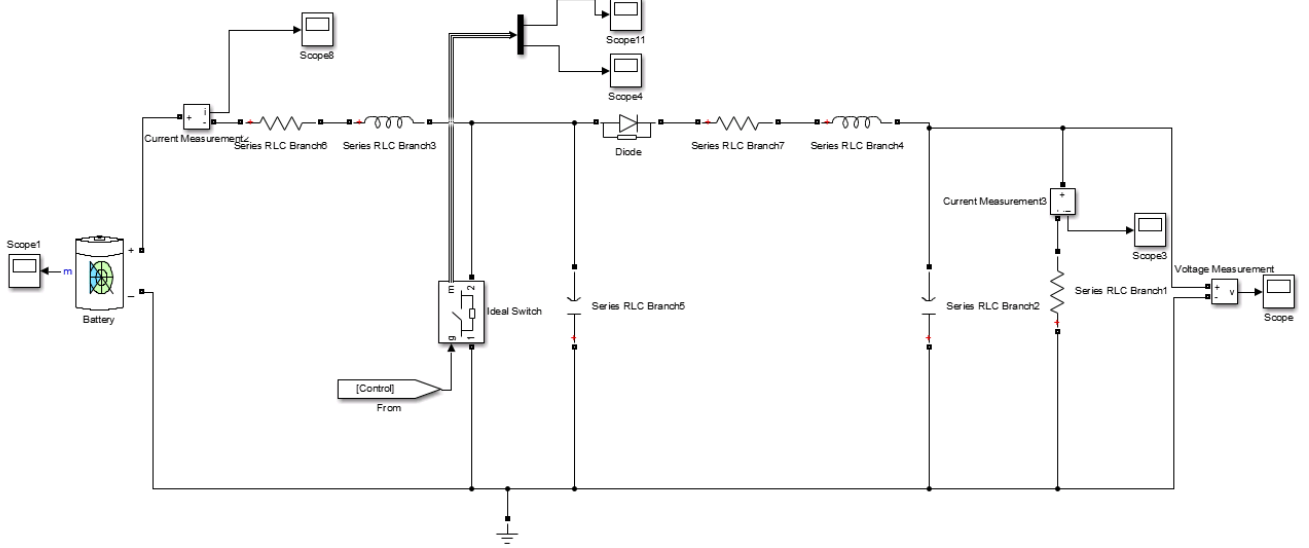 Scope8
Scope11
Scope4
i
+
-
Current Measurement2
Series RLC Branch6
Series RLC Branch3
Diode
Series RLC Branch7
Series RLC Branch4
Current Measurement3
+
Scope3
Scope1
m
+
_
Battery
m
2
g
1
Ideal Switch
Series RLC Branch5
Series RLC Branch2
Series RLC Branch1
Voltage Measurement
+
-
v
Scope
[Control]
From